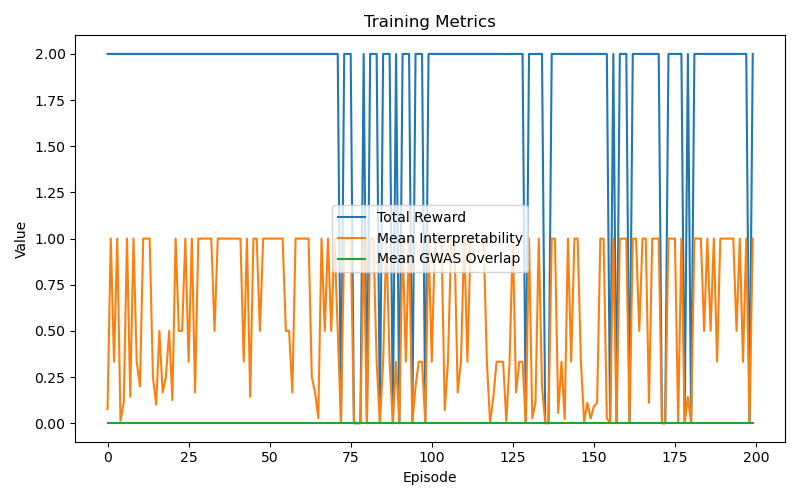 Training Metrics
Value
2.00
1.75
1.50
1.25
1.00
0.75
0.50
0.25
0.00
Total Reward
Mean Interpretability
Mean GWAS Overlap
0 25 50 75 100 125 150 175 200
Episode